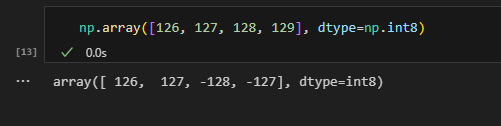 np.array([126, 127, 128, 129], dtype=np.int8)
[13] ✓ 0.0s
... array([ 126,  127, -128, -127], dtype=int8)